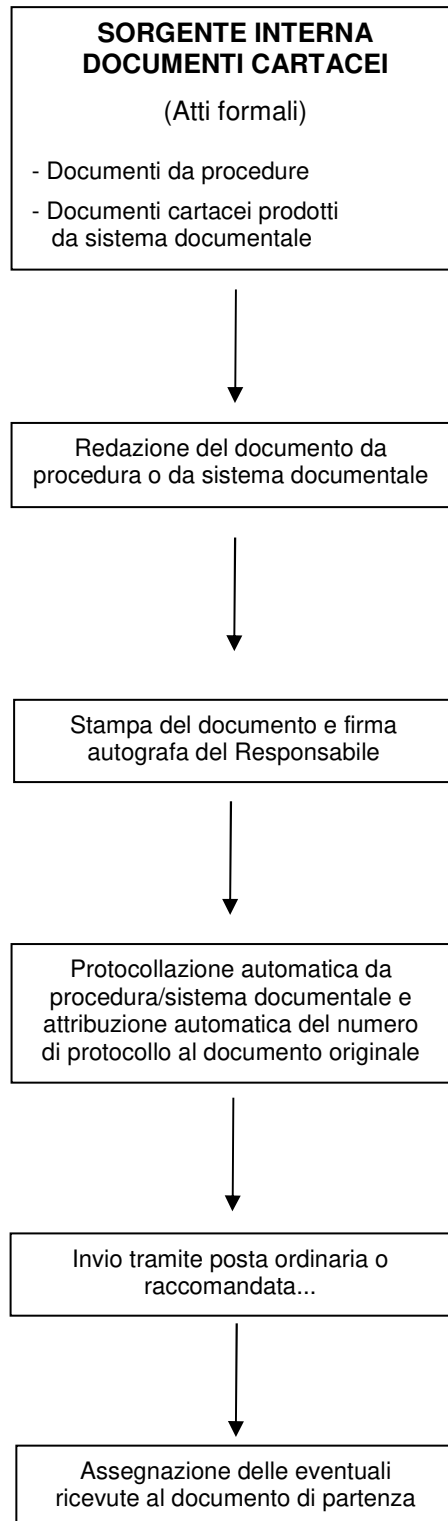 SORGENTE INTERNA
DOCUMENTI CARTACEI
(Atti formali)
- Documenti da procedure
- Documenti cartacei prodotti
da sistema documentale
Redazione del documento da
procedura o da sistema documentale
Stampa del documento e firma
autografa del Responsabile
Protocollazione automatica da
procedura/sistema documentale e
attribuzione automatica del numero
di protocollo al documento originale
Invio tramite posta ordinaria o
raccomandata...
Assegnazione delle eventuali
ricevute al documento di partenza